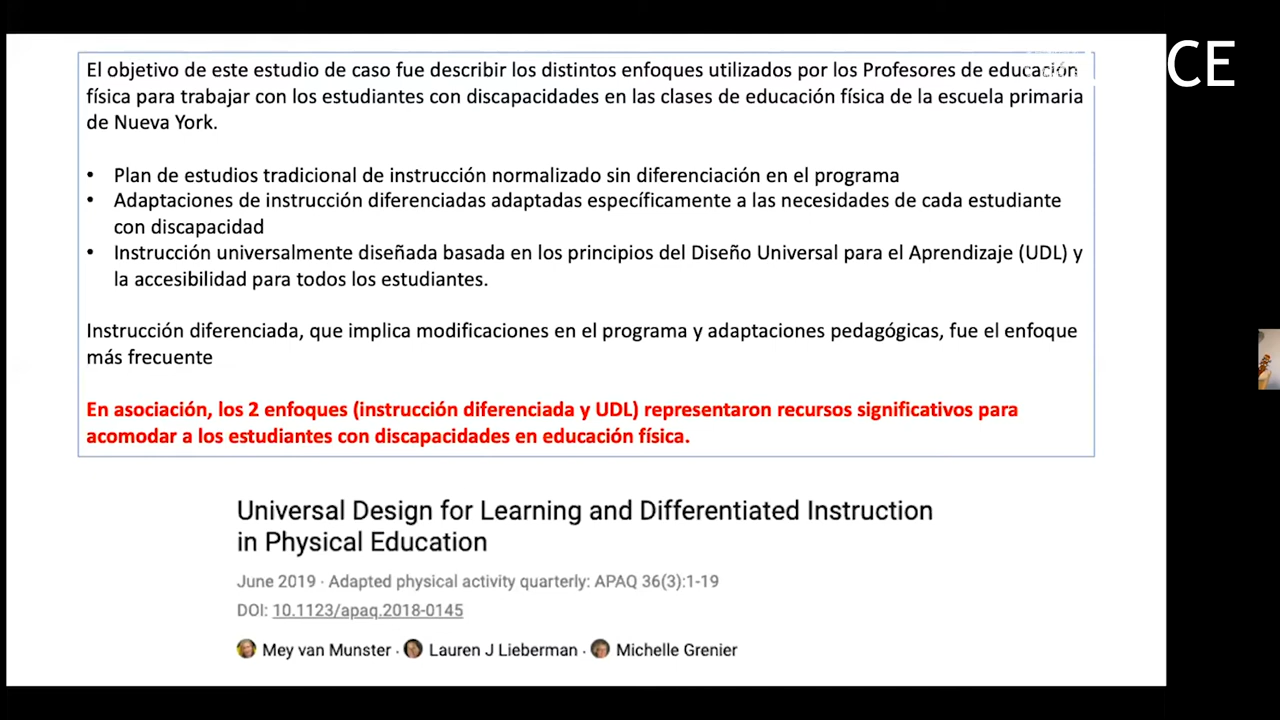 CE
El objetivo de este estudio de caso fue describir los distintos enfoques utilizados por los Profesores de educación
física para trabajar con los estudiantes con discapacidades en las clases de educación física de la escuela primaria
de Nueva York.
• Plan de estudios tradicional de instrucción normalizado sin diferenciación en el programa
• Adaptaciones de instrucción diferenciadas adaptadas específicamente a las necesidades de cada estudiante
con discapacidad
• Instrucción universalmente diseñada basada en los principios del Diseño Universal para el Aprendizaje (UDL) y
la accesibilidad para todos los estudiantes.
Instrucción diferenciada, que implica modificaciones en el programa y adaptaciones pedagógicas, fue el enfoque
más frecuente
En asociación, los 2 enfoques (instrucción diferenciada y UDL) representaron recursos significativos para
acomodar a los estudiantes con discapacidades en educación física.
Universal Design for Learning and Differentiated Instruction
in Physical Education
June 2019 · Adapted physical activity quarterly: APAQ 36(3):1-19
DOI: 10.1123/apaq.2018-0145
Mey van Munster · Lauren J Lieberman · Michelle Grenier